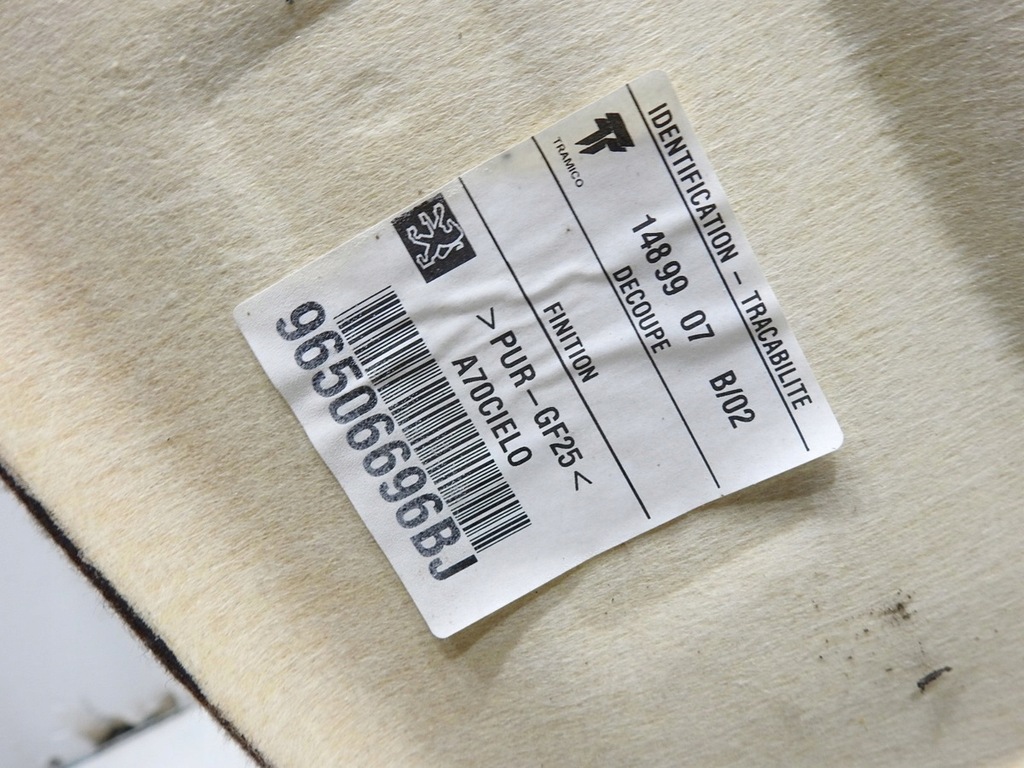 IDENTIFICATION - TRACABILITE
TRAMICO
14899 07 B/02
DECOUPE
FINITION
>PUR-GF25<
A70CIELO
96506696BJ